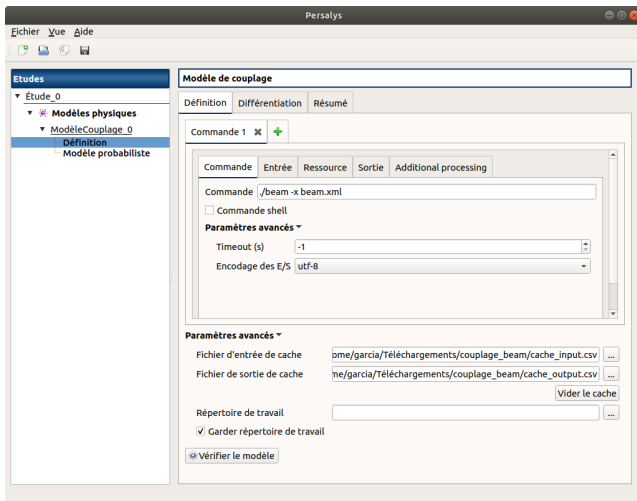 Persalys
Fichier Vue Aide
Etudes
Étude_0
Modèles physiques
ModèleCouplage_0
Définition
Modèle probabiliste
Modèle de couplage
Définition Différentiation Résumé
Commande 1
Commande Entrée Ressource Sortie Additional processing
Commande ./beam -x beam.xml
Commande shell
Paramètres avancés
Timeout (s) -1
Encodage des E/S utf-8
Paramètres avancés
Fichier d'entrée de cache ome/garcia/Téléchargements/couplage_beam/cache_input.csv ...
Fichier de sortie de cache me/garcia/Téléchargements/couplage_beam/cache_output.csv ...
Vider le cache
Répertoire de travail ...
Garder répertoire de travail
Vérifier le modèle